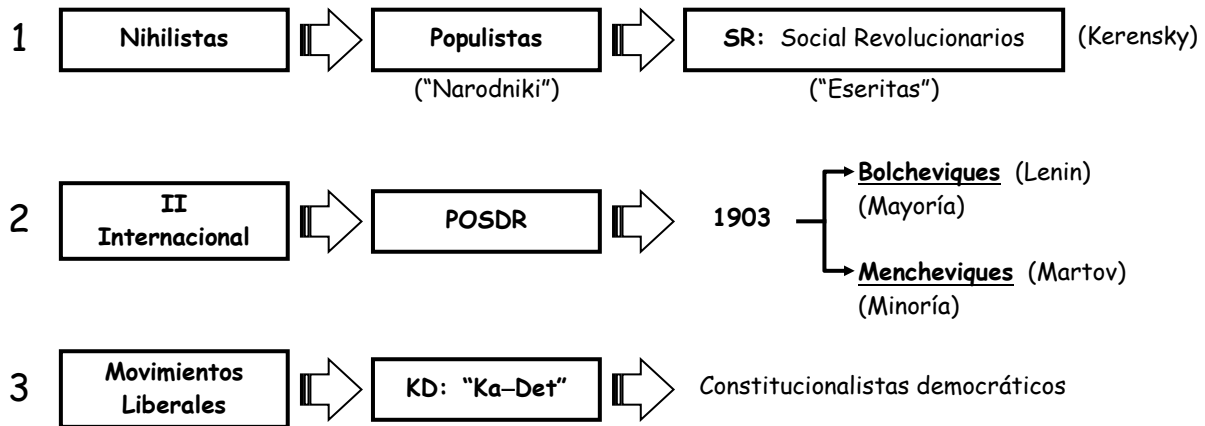 1 Nihilistas Populistas SR: Social Revolucionarios (Kerensky)
("Narodniki") ("Eseritas")
2 II Internacional POSDR 1903
Bolcheviques (Lenin)
(Mayoría)
Mencheviques (Martov)
(Minoría)
3 Movimientos Liberales KD: "Ka–Det" Constitucionalistas democráticos